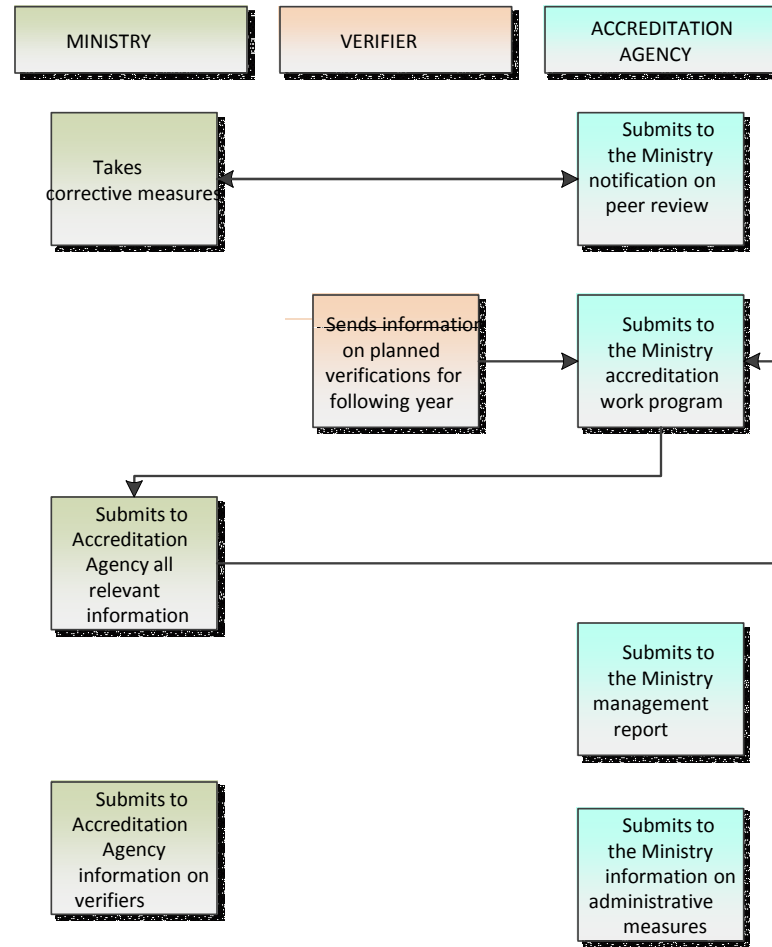 MINISTRY
VERIFIER
ACCREDITATION
AGENCY
Takes
corrective measures
Submits to
the Ministry
notification on
peer review
Sends information
on planned
verifications for
following year
Submits to
the Ministry
accreditation
work program
Submits to
Accreditation
Agency all
relevant
information
Submits to
the Ministry
management
report
Submits to
Accreditation
Agency
information on
verifiers
Submits to
the Ministry
information on
administrative
measures